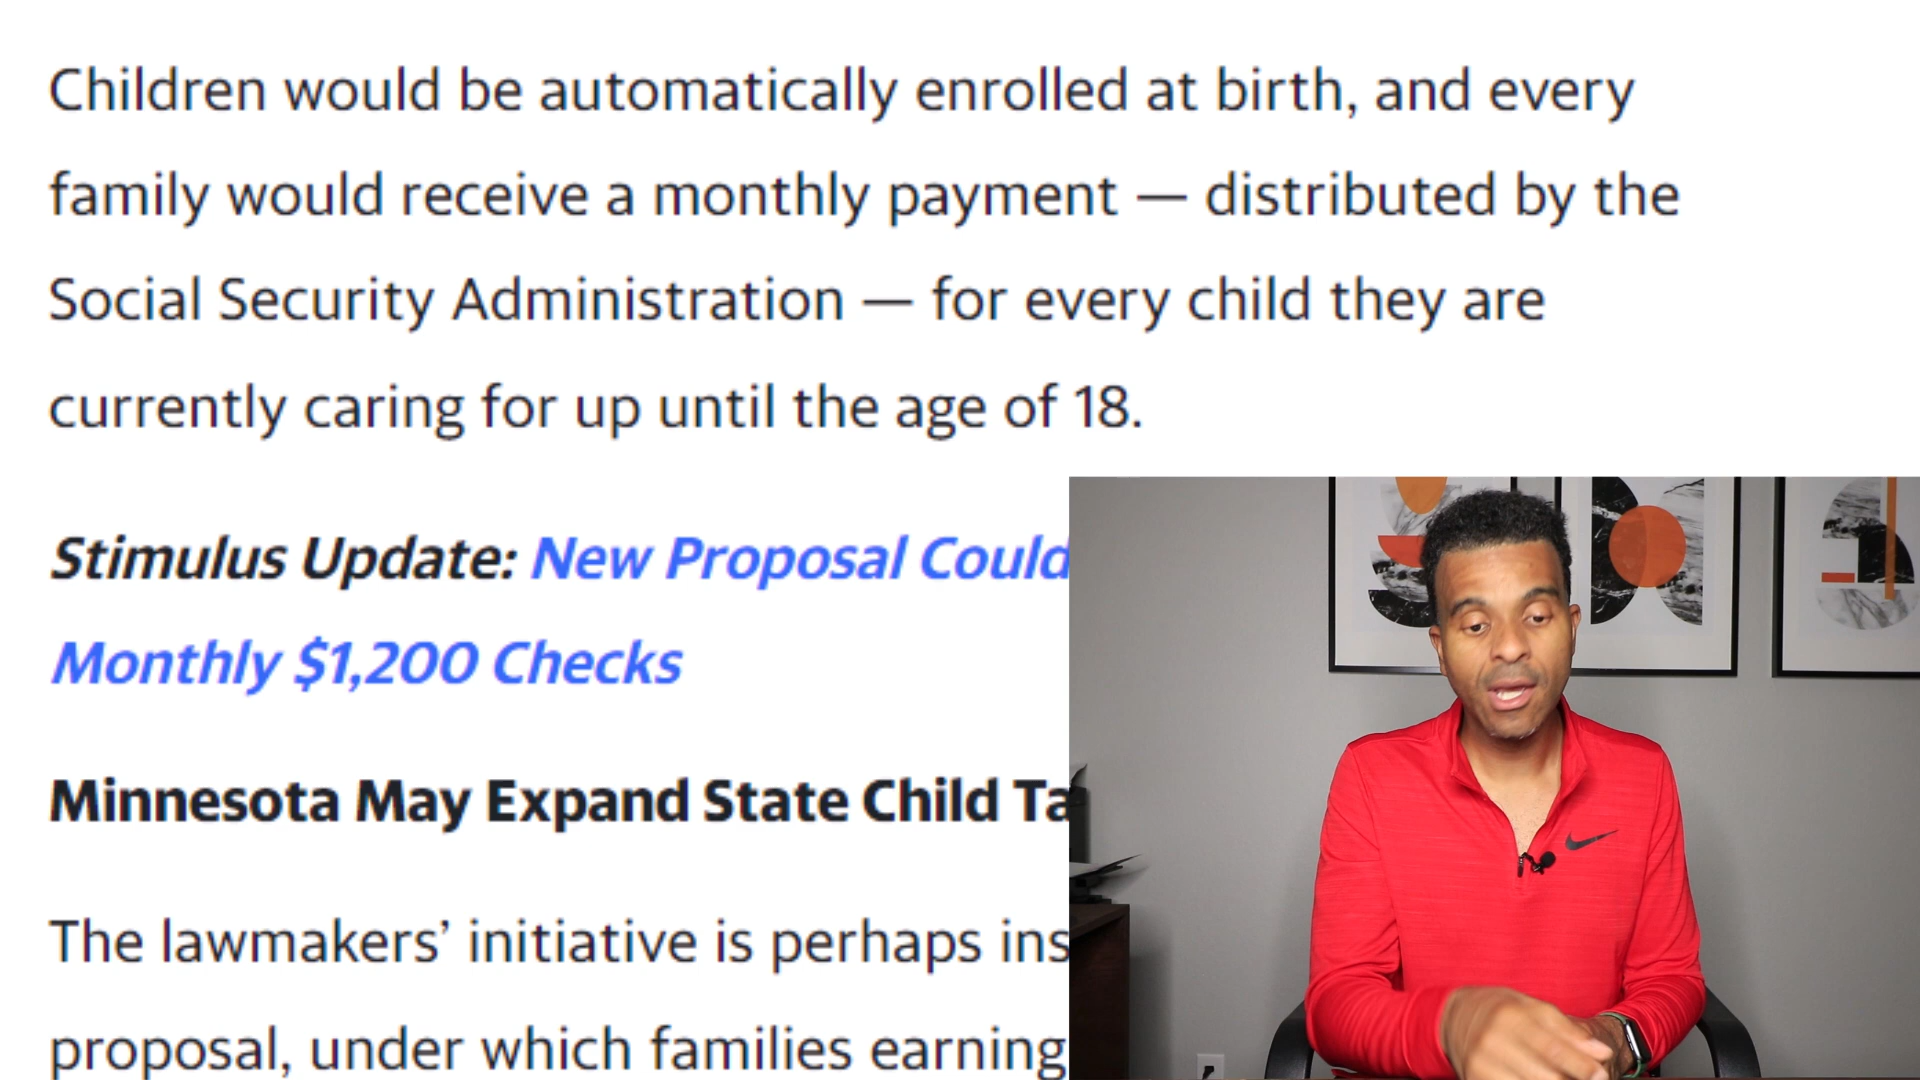 Children would be automatically enrolled at birth, and every
family would receive a monthly payment — distributed by the
Social Security Administration — for every child they are
currently caring for up until the age of 18.
Stimulus Update: New Proposal Could
Monthly $1,200 Checks
Minnesota May Expand State Child
The lawmakers’ initiative is perhaps
proposal, under which families earning